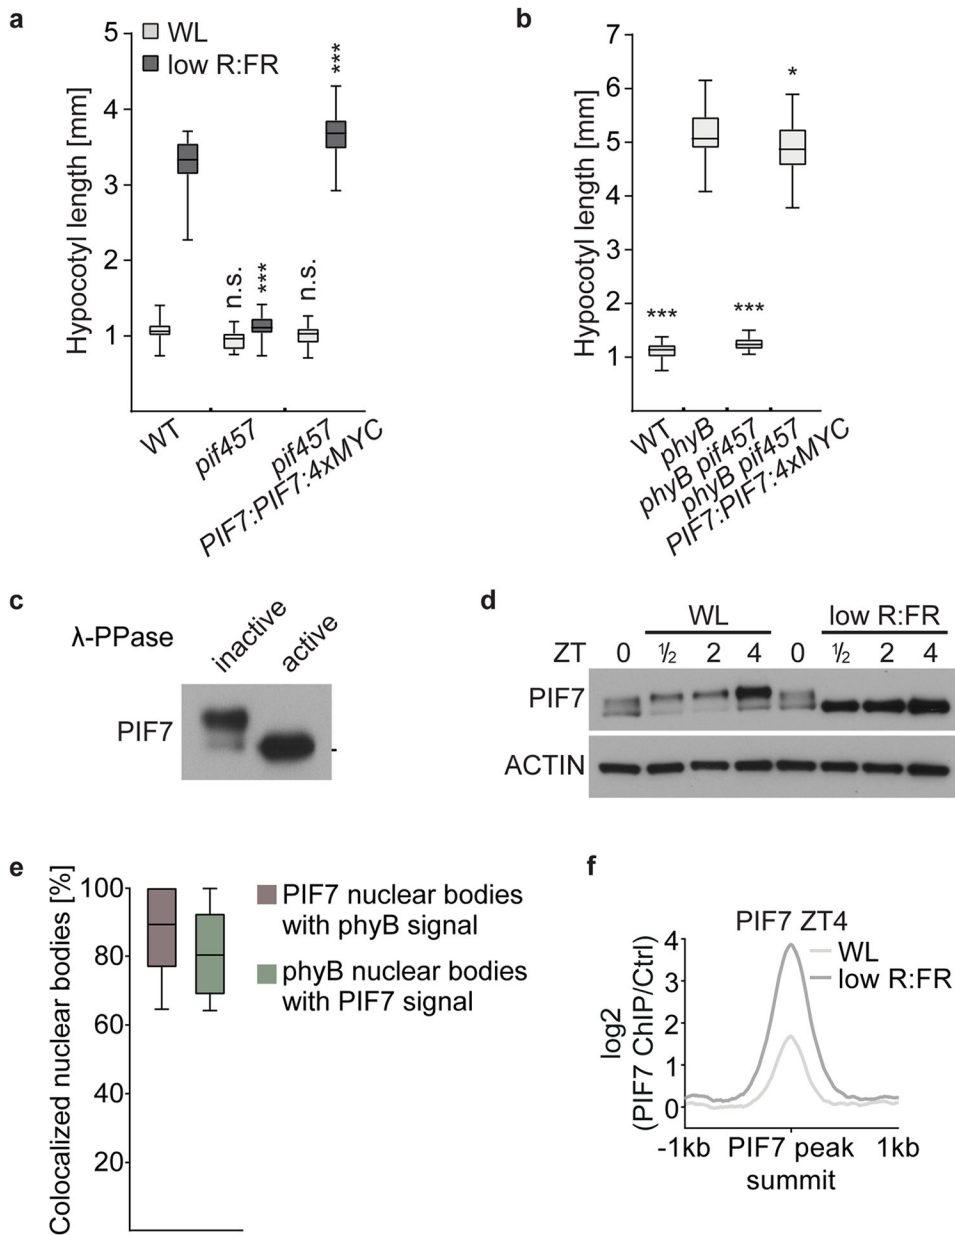 a
5
4
3
2
1
Hypocotyl length [mm]
WL
low R:FR
n.s.
***
n.s.
***
WT
pif457
pif457
PIF7:PIF7:4xMYC
b
7
6
5
4
3
2
1
Hypocotyl length [mm]
***
***
*
WT
phyB
phyB pif457
phyB pif457
PIF7:PIF7:4xMYC
c
λ-PPase
inactive
active
PIF7
-
d
WL
low R:FR
ZT 0 ½ 2 4 0 ½ 2 4
PIF7
ACTIN
e
Colocalized nuclear bodies [%]
100
80
60
40
20
PIF7 nuclear bodies
with phyB signal
phyB nuclear bodies
with PIF7 signal
f
PIF7 ZT4
WL
low R:FR
log2
(PIF7 ChIP/Ctrl)
4
3
2
1
0
-1kb PIF7 peak 1kb
summit